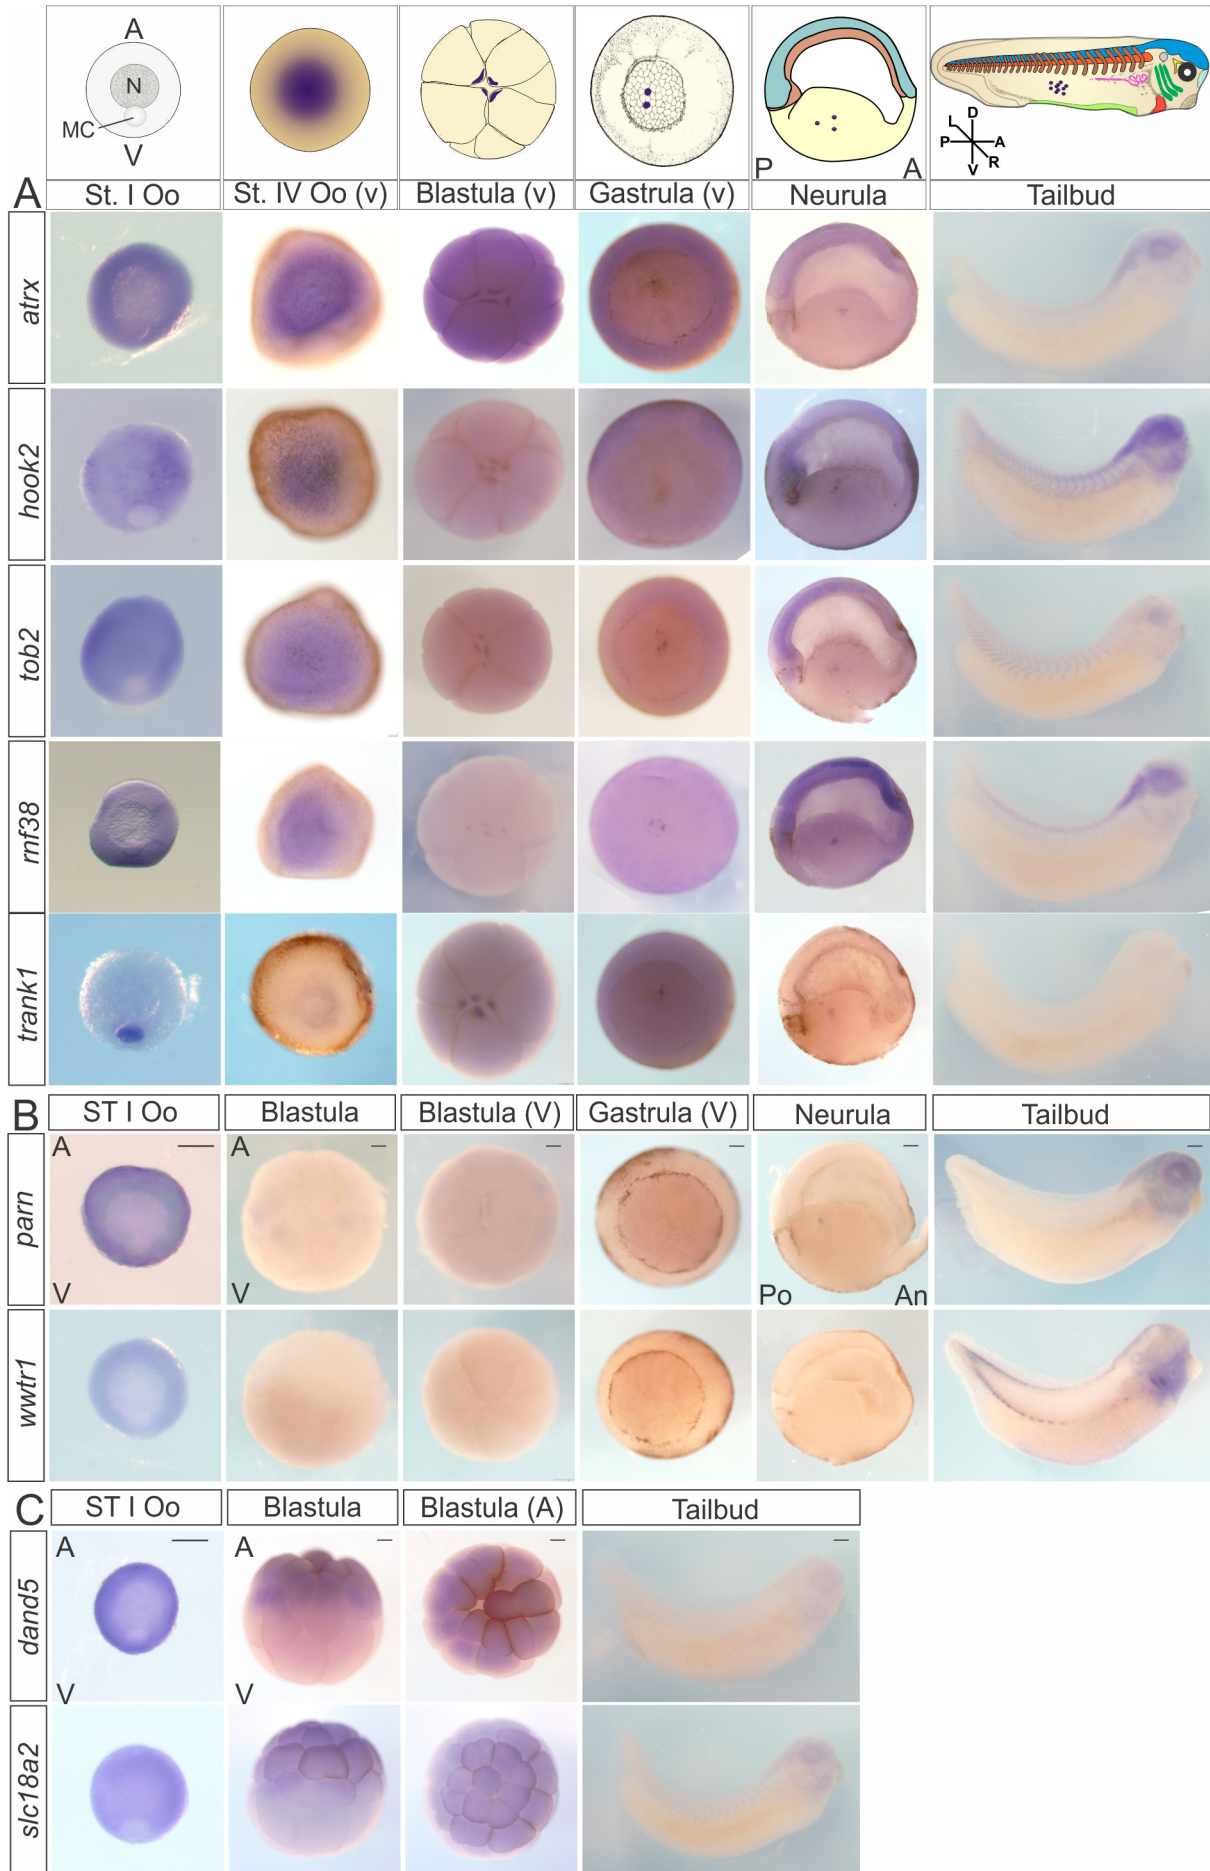 A
N
MC
V
P
A
D
L
P
A
R
V
A
St. I Oo
St. IV Oo (v)
Blastula (v)
Gastrula (v)
Neurula
Tailbud
atrx
hook2
tob2
rnf38
trank1
B
ST I Oo
Blastula
Blastula (V)
Gastrula (V)
Neurula
Tailbud
A
A
parn
V
V
Po
An
wwtr1
C
ST I Oo
Blastula
Blastula (A)
Tailbud
A
A
dand5
V
V
slc18a2